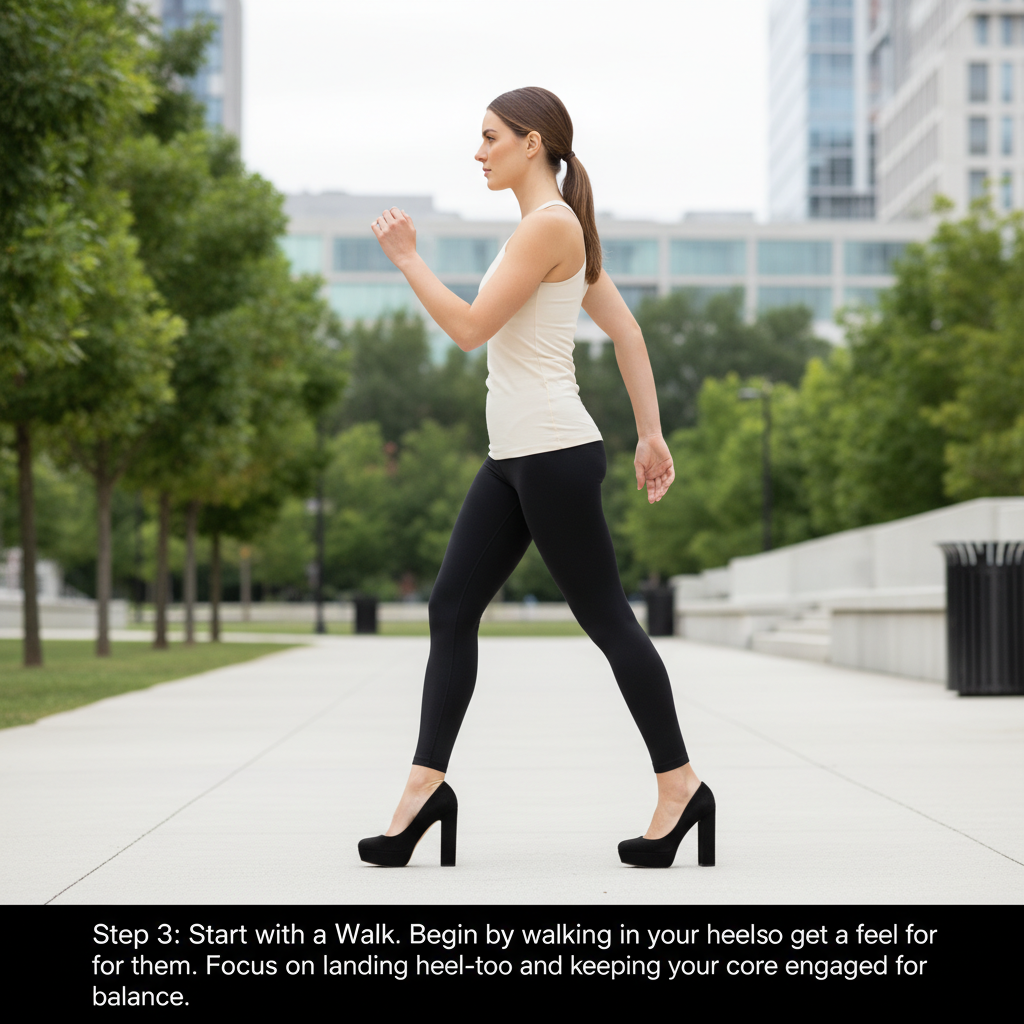 Step 3: Start with a Walk. Begin by walking in your heelso get a feel for
for them. Focus on landing heel-too and keeping your core engaged for
balance.